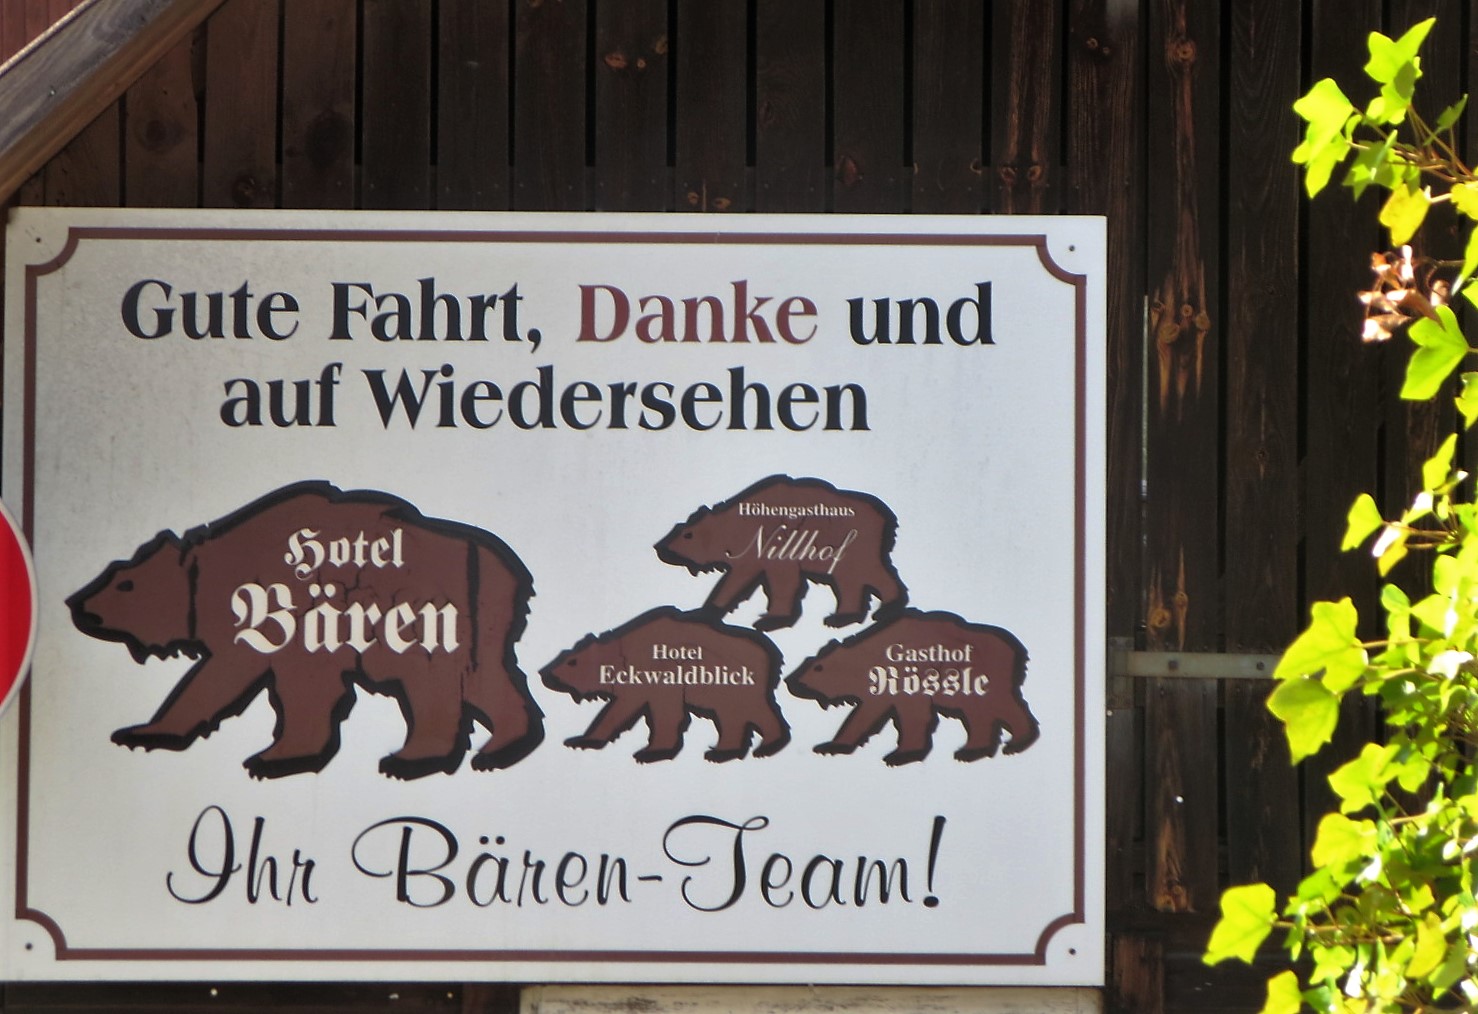 Gute Fahrt, Danke und
auf Wiedersehen
Hotel
Bären
Höhengasthaus
Nillhof
Hotel
Eckwaldblick
Gasthof
Rössle
Ihr Bären-Team!